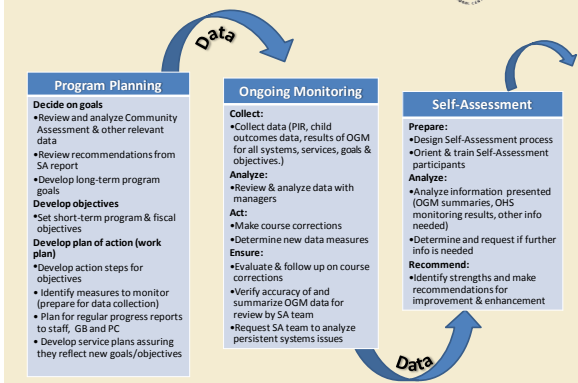 Data
Program Planning
Decide on goals
•Review and analyze Community
Assessment & other relevant
data
•Review recommendations from
SA report
•Develop long-term program
goals
Develop objectives
•Set short-term program & fiscal
objectives
Develop plan of action (work
plan)
•Develop action steps for
objectives
• Identify measures to monitor
(prepare for data collection)
• Plan for regular progress reports
to staff, GB and PC
• Develop service plans assuring
they reflect new goals/objectives
Ongoing Monitoring
Collect:
•Collect data (PIR, child
outcomes data, results of OGM
for all systems, services, goals &
objectives.)
Analyze:
•Review & analyze data with
managers
Act:
•Make course corrections
•Determine new data measures
Ensure:
•Evaluate & follow up on course
corrections
•Verify accuracy of and
summarize OGM data for
review by SA team
•Request SA team to analyze
persistent systems issues
Data
Self-Assessment
Prepare:
•Design Self-Assessment process
•Orient & train Self-Assessment
participants
Analyze:
•Analyze information presented
(OGM summaries, OHS
monitoring results, other info
needed)
•Determine and request if further
info is needed
Recommend:
•Identify strengths and make
recommendations for
improvement & enhancement